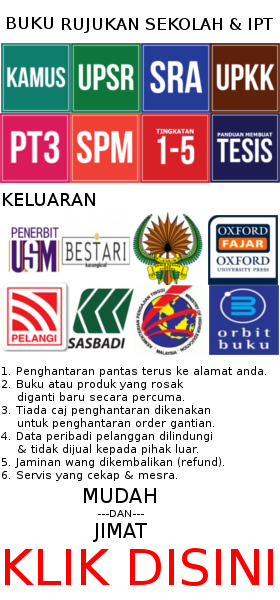 BUKU RUJUKAN SEKOLAH & IPT
KAMUS UPSR SRA UPKK
PT3 SPM TINGKATAN 1-5 PANDUAN MEMBUAT TESIS
KELUARAN
PENERBIT USM
BESTARI
OXFORD
FAJAR
OXFORD
UNIVERSITY PRESS
PELANGI
SASBADI
orbit
buku
1. Penghantaran pantas terus ke alamat anda.
2. Buku atau produk yang rosak
diganti baru secara percuma.
3. Tiada caj penghantaran dikenakan
untuk penghantaran order gantian.
4. Data peribadi pelanggan dilindungi
& tidak dijual kepada pihak luar.
5. Jaminan wang dikembalikan (refund).
6. Servis yang cekap & mesra.
MUDAH
---DAN---
JIMAT
KLIK DISINI